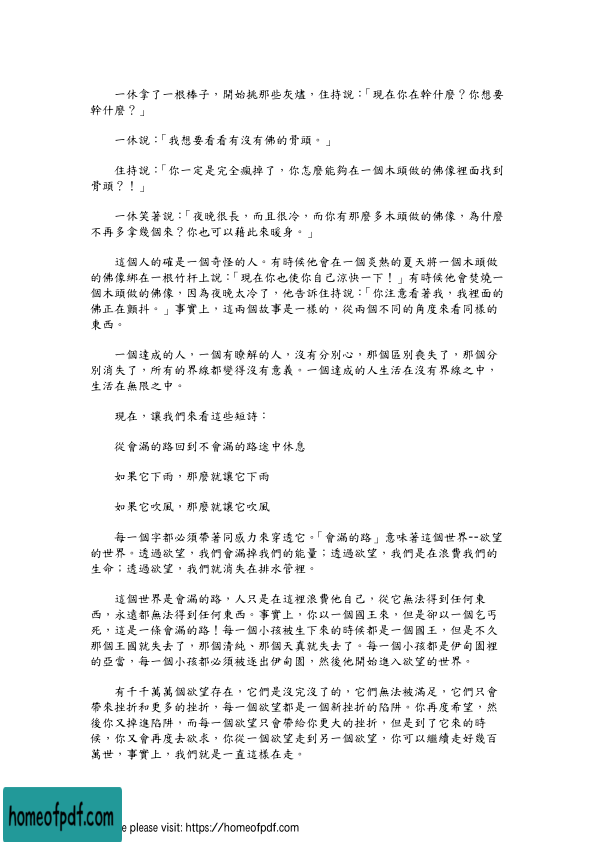 一休拿了一根棒子，開始挑那些灰燼，住持說：「現在你在幹什麼？你想要
幹什麼？」
一休說：「我想要看看有沒有佛的骨頭。」
住持說：「你一定是完全瘋掉了，你怎麼能夠在一個木頭做的佛像裡面找到
骨頭？！」
一休笑著說：「夜晚很長，而且很冷，而你有那麼多木頭做的佛像，為什麼
不再多拿幾個來？你也可以藉此來暖身。」
這個人的確是一個奇怪的人。有時候他會在一個炎熱的夏天將一個木頭做
的佛像綁在一根竹杆上說：「現在你也使你自己涼快一下！」有時候他會焚燒一
個木頭做的佛像，因為夜晚太冷了，他告訴住持說：「你注意看著我，我裡面的
佛正在顫抖。」事實上，這兩個故事是一樣的，從兩個不同的角度來看同樣的
東西。
一個達成的人，一個有瞭解的人，沒有分別心，那個區別喪失了，那個分
別消失了，所有的界線都變得沒有意義。一個達成的人生活在沒有界線之中，
生活在無限之中。
現在，讓我們來看這些短詩：
從會漏的路回到不會漏的路途中休息
如果它下雨，那麼就讓它下雨
如果它吹風，那麼就讓它吹風
每一個字都必須帶著同感力來穿透它。「會漏的路」意味著這個世界--欲望
的世界。透過欲望，我們會漏掉我們的能量；透過欲望，我們是在浪費我們的
生命；透過欲望，我們就消失在排水管裡。
這個世界是會漏的路，人只是在這裡浪費他自己，從它無法得到任何東
西，永遠都無法得到任何東西。事實上，你以一個國王來，但是卻以一個乞丐
死，這是一條會漏的路！每一個小孩被生下來的時候都是一個國王，但是不久
那個王國就失去了，那個清純、那個天真就失去了。每一個小孩都是伊甸園裡
的亞當，每一個小孩都必須被逐出伊甸園，然後他開始進入欲望的世界。
有千千萬萬個欲望存在，它們是沒完沒了的，它們無法被滿足，它們只會
帶來挫折和更多的挫折，每一個欲望都是一個新挫折的陷阱。你再度希望，然
後你又掉進陷阱，而每一個欲望只會帶給你更大的挫折，但是到了它來的時
候，你又會再度去欲求，你從一個欲望走到另一個欲望，你可以繼續走好幾百
萬世，事實上，我們就是一直這樣在走。
homeofpdf.com
e please visit: https://homeofpdf.com